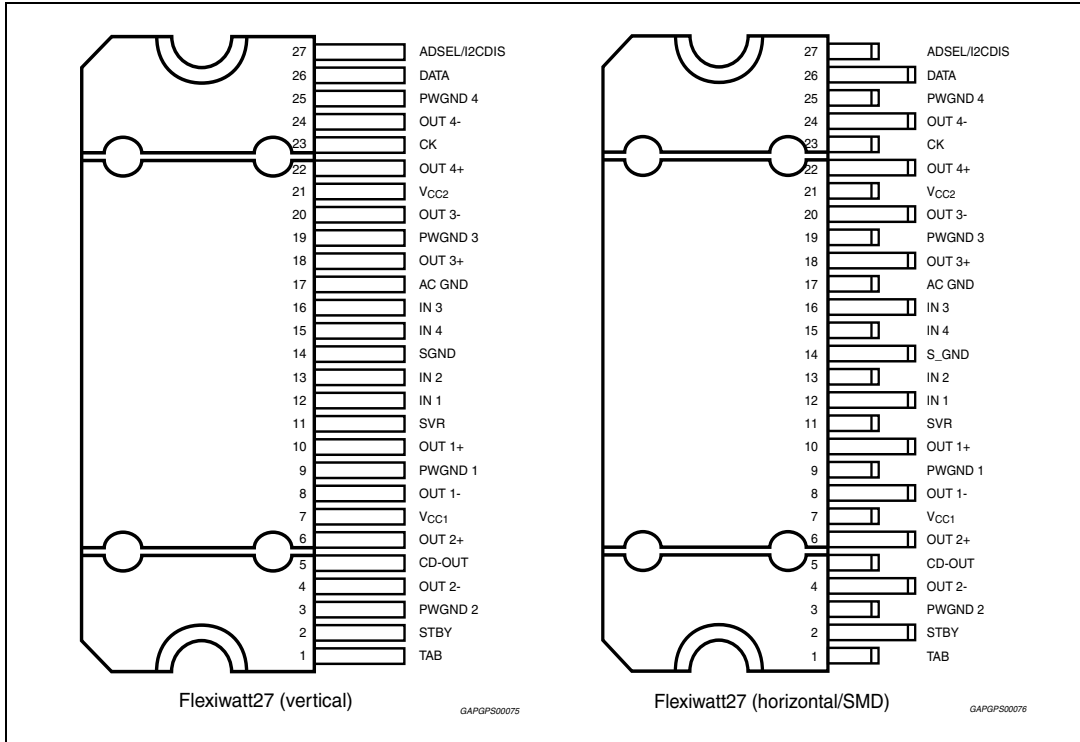 27 ADSEL/I2CDIS
26 DATA
25 PWGND 4
24 OUT 4-
23 CK
22 OUT 4+
21 VCC2
20 OUT 3-
19 PWGND 3
18 OUT 3+
17 AC GND
16 IN 3
15 IN 4
14 SGND
13 IN 2
12 IN 1
11 SVR
10 OUT 1+
9 PWGND 1
8 OUT 1-
7 VCC1
6 OUT 2+
5 CD-OUT
4 OUT 2-
3 PWGND 2
2 STBY
1 TAB
Flexiwatt27 (vertical)
GAPGPS00075
27 ADSEL/I2CDIS
26 DATA
25 PWGND 4
24 OUT 4-
23 CK
22 OUT 4+
21 VCC2
20 OUT 3-
19 PWGND 3
18 OUT 3+
17 AC GND
16 IN 3
15 IN 4
14 S_GND
13 IN 2
12 IN 1
11 SVR
10 OUT 1+
9 PWGND 1
8 OUT 1-
7 VCC1
6 OUT 2+
5 CD-OUT
4 OUT 2-
3 PWGND 2
2 STBY
1 TAB
Flexiwatt27 (horizontal/SMD)
GAPGPS00076